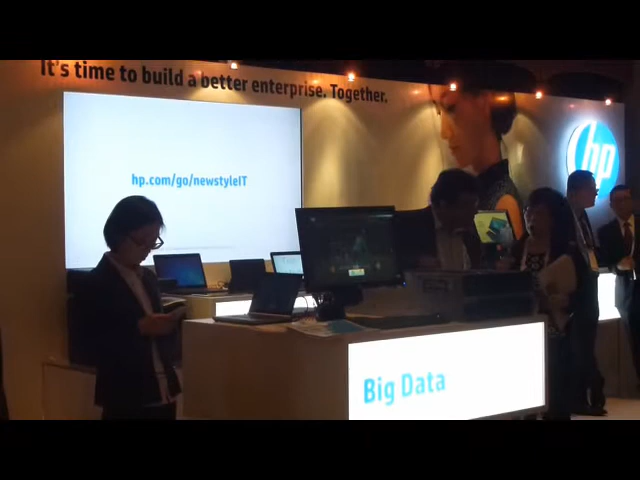 It's time to build a better enterprise. Together.
hp.com/go/newstyleIT
hp
Big Data